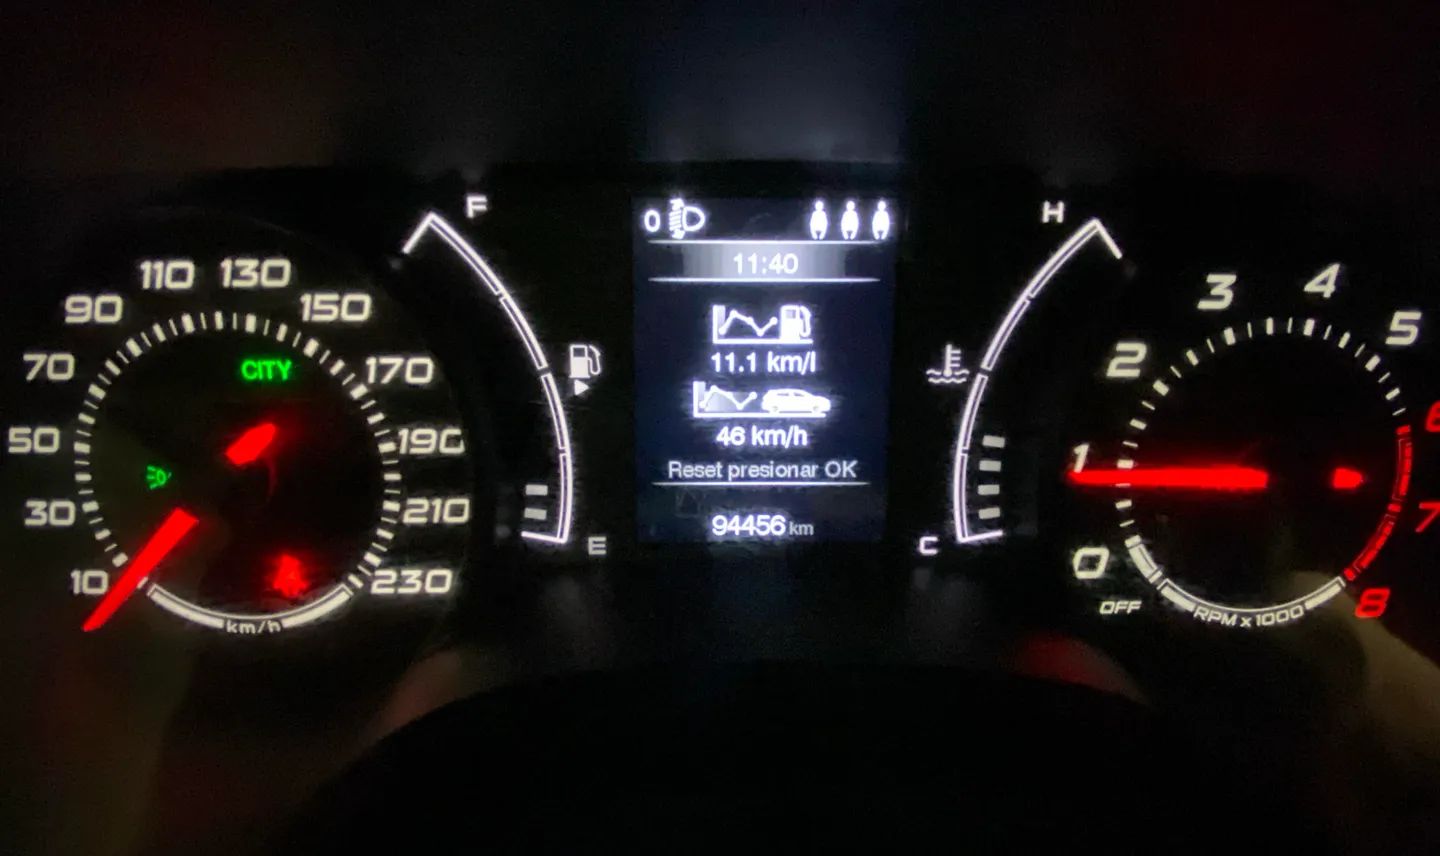 10
30
50
70
90
110
130
150
170
190
210
230
CITY
km/h
F
E
0
11:40
11.1 km/l
46 km/h
Reset presionar OK
94456 km
H
C
OFF
0
1
2
3
4
5
6
7
8
RPM x 1000